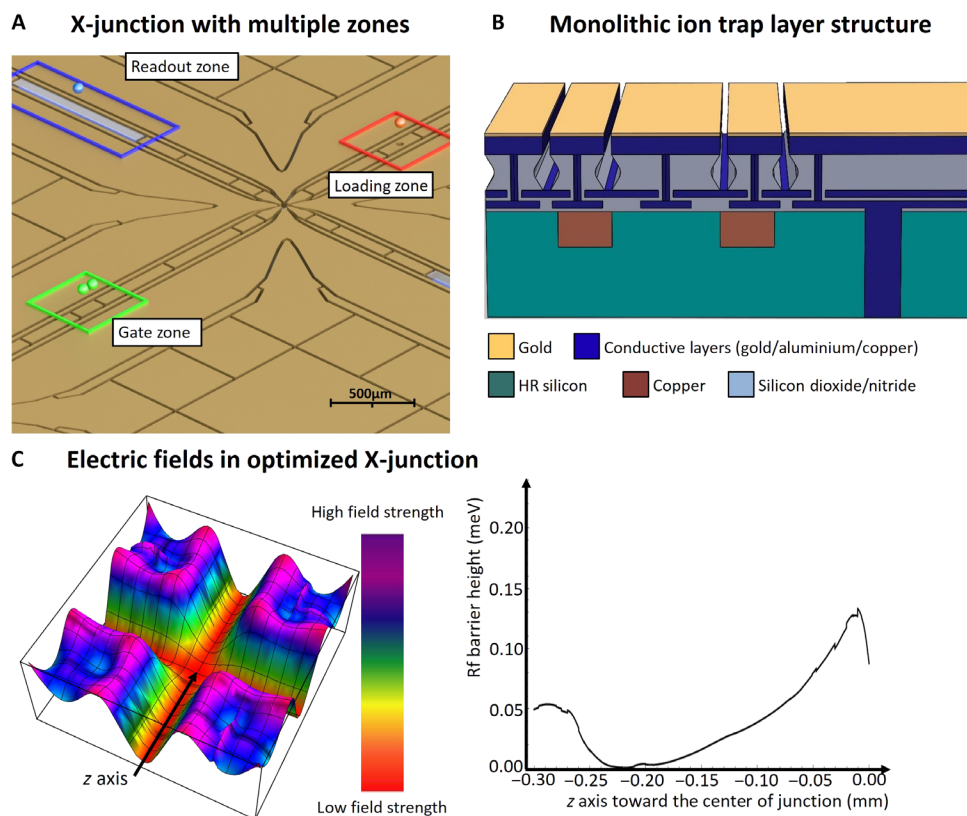 A X-junction with multiple zones
Readout zone
Loading zone
Gate zone
500µm
B Monolithic ion trap layer structure
Gold
Conductive layers (gold/aluminium/copper)
HR silicon
Copper
Silicon dioxide/nitride
C Electric fields in optimized X-junction
High field strength
Low field strength
z axis
Rf barrier height (meV)
0.20
0.15
0.10
0.05
0.00
−0.30
−0.25
−0.20
−0.15
−0.10
−0.05
0.00
z axis toward the center of junction (mm)